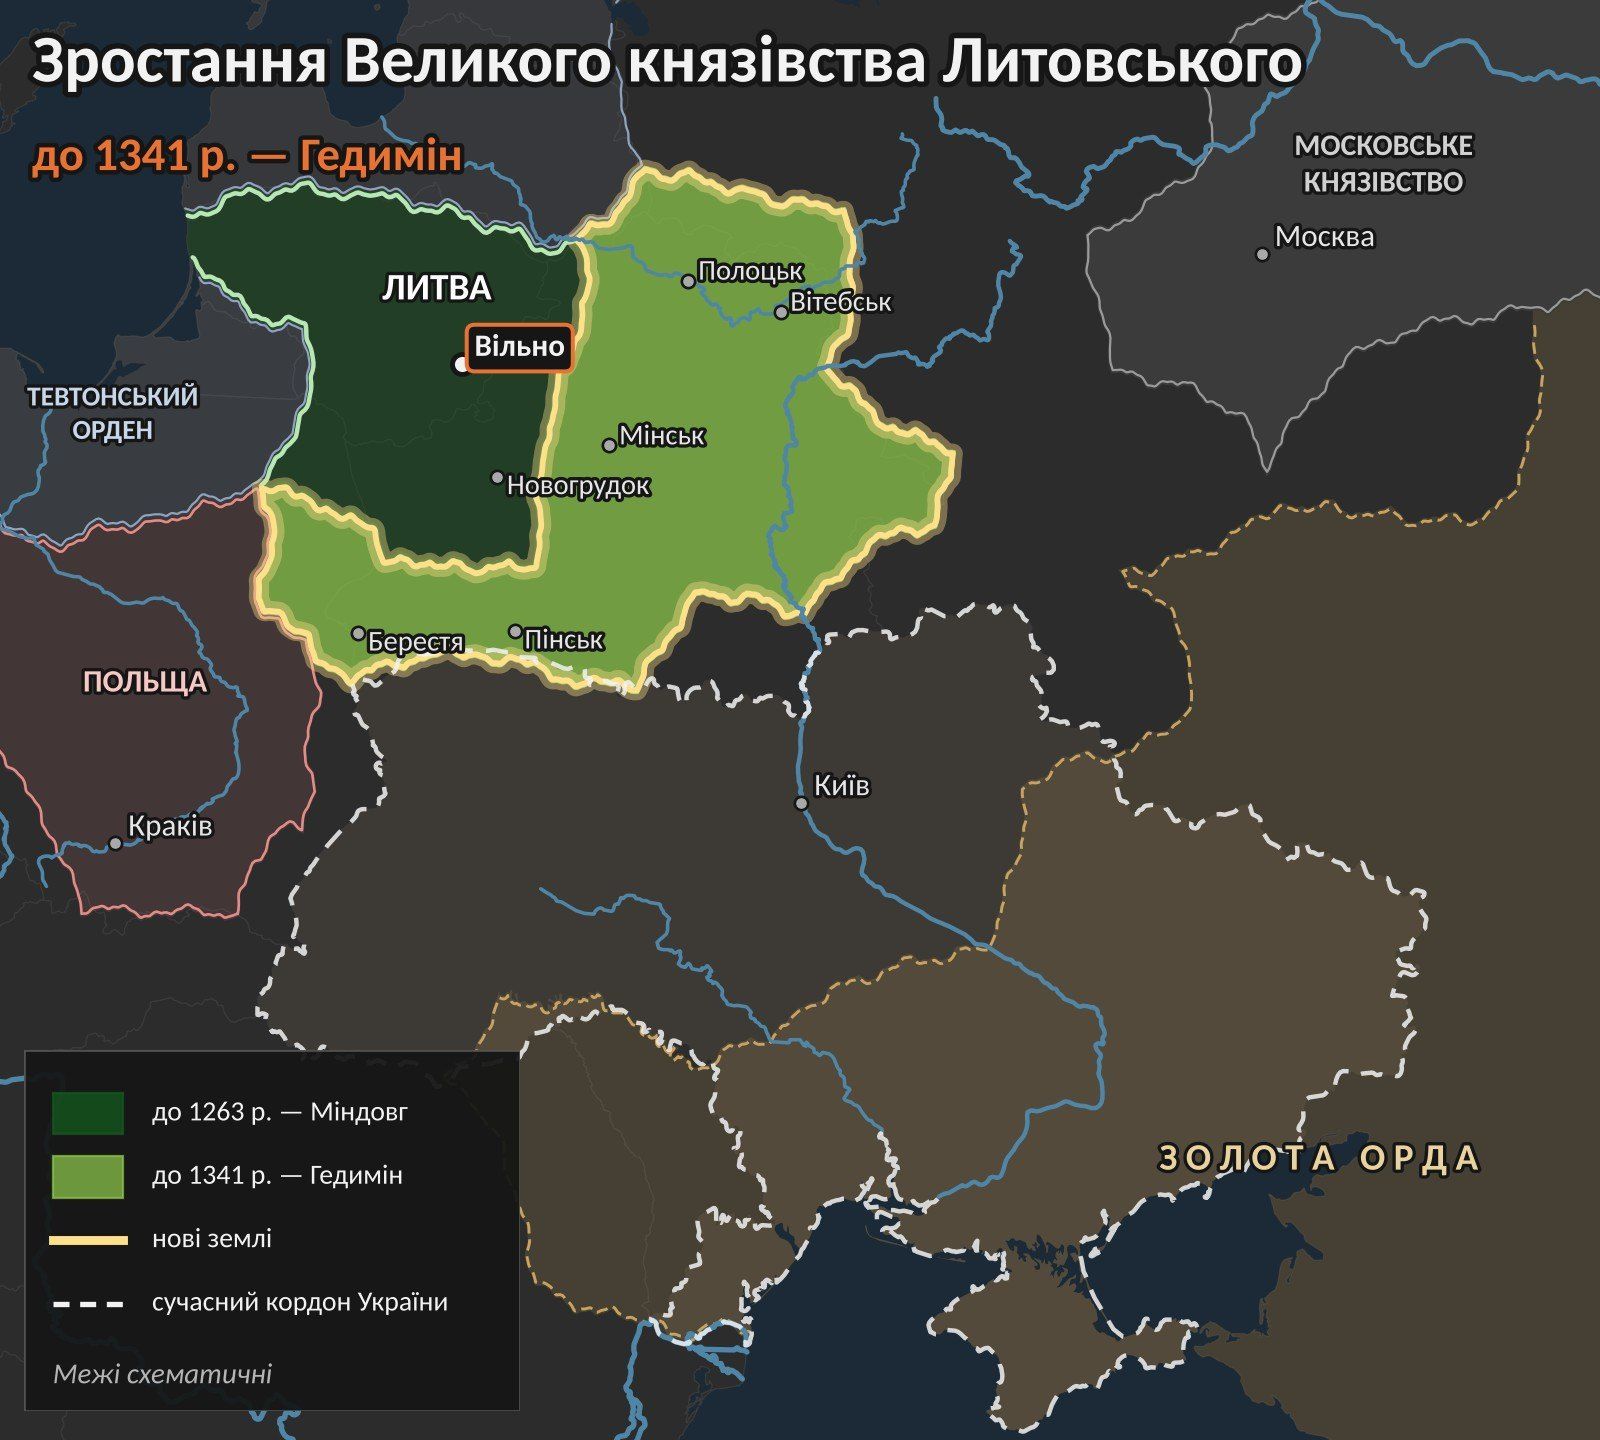 Зростання Великого князівства Литовського
до 1341 р. — Гедимін
МОСКОВСЬКЕ
КНЯЗІВСТВО
Москва
Полоцьк
ЛИТВА
Вітебськ
Вільно
ТЕВТОНСЬКИЙ
ОРДЕН
Мінськ
Новогрудок
Берестя
Пінськ
ПОЛЬЩА
Київ
Краків
ЗОЛОТА ОРДА
до 1263 р. — Міндовг
до 1341 р. — Гедимін
нові землі
сучасний кордон України
Межі схематичні